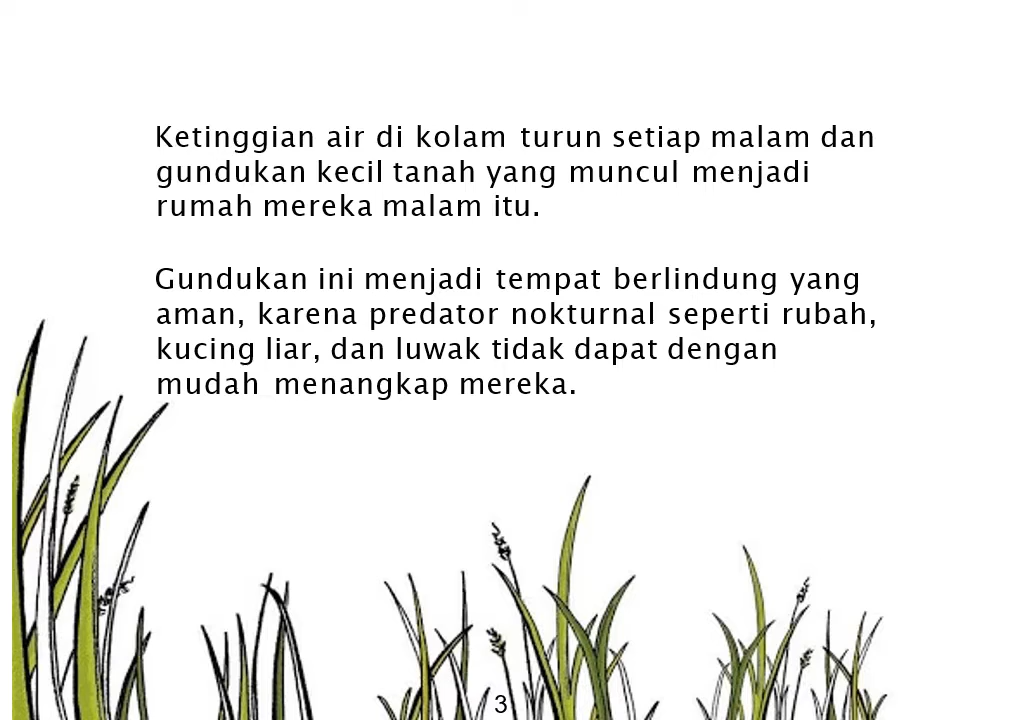 Ketinggian air di kolam turun setiap malam dan
gundukan kecil tanah yang muncul menjadi
rumah mereka malam itu.
Gundukan ini menjadi tempat berlindung yang
aman, karena predator nokturnal seperti rubah,
kucing liar, dan luwak tidak dapat dengan
mudah menangkap mereka.
3